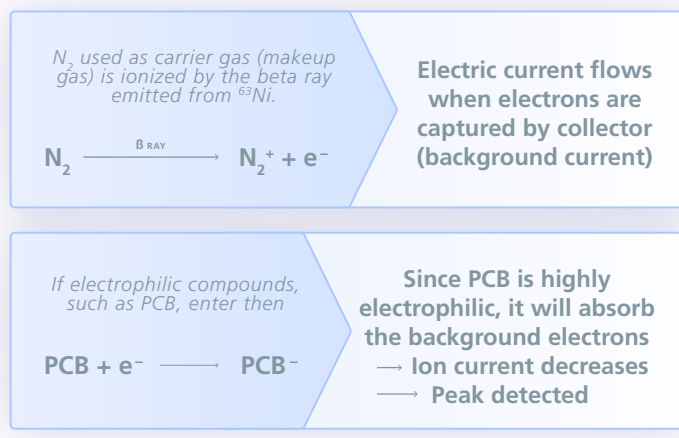 N₂ used as carrier gas (makeup
gas) is ionized by the beta ray
emitted from ⁶³Ni.
N₂ ß RAY → N₂⁺ + e⁻
Electric current flows
when electrons are
captured by collector
(background current)
If electrophilic compounds,
such as PCB, enter then
PCB + e⁻ → PCB⁻
Since PCB is highly
electrophilic, it will absorb
the background electrons
→ Ion current decreases
→ Peak detected